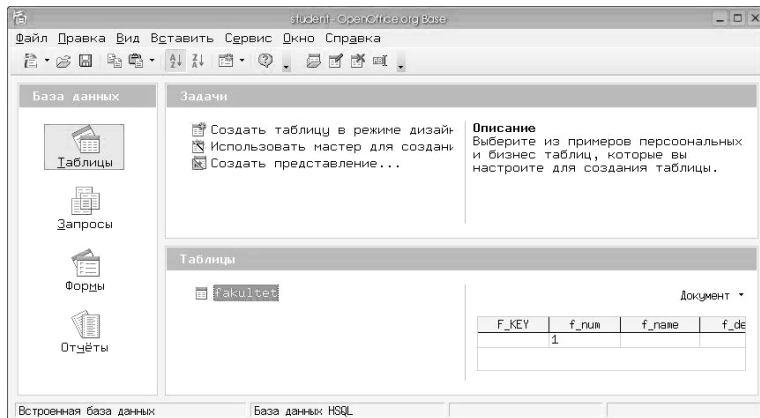 student - OpenOffice.org Base
Файл Правка Вид Вставить Сервис Окно Справка
База данных
Таблицы
Запросы
Формы
Отчёты
Задачи
Создать таблицу в режиме дизайн
Использовать мастер для создани
Создать представление...
Описание
Выберите из примеров персоональных
и бизнес таблиц, которые вы
настроите для создания таблицы.
Таблицы
fakultet
Документ
F_KEY f_num f_name f_de
1
Встроенная база данных База данных HSQL